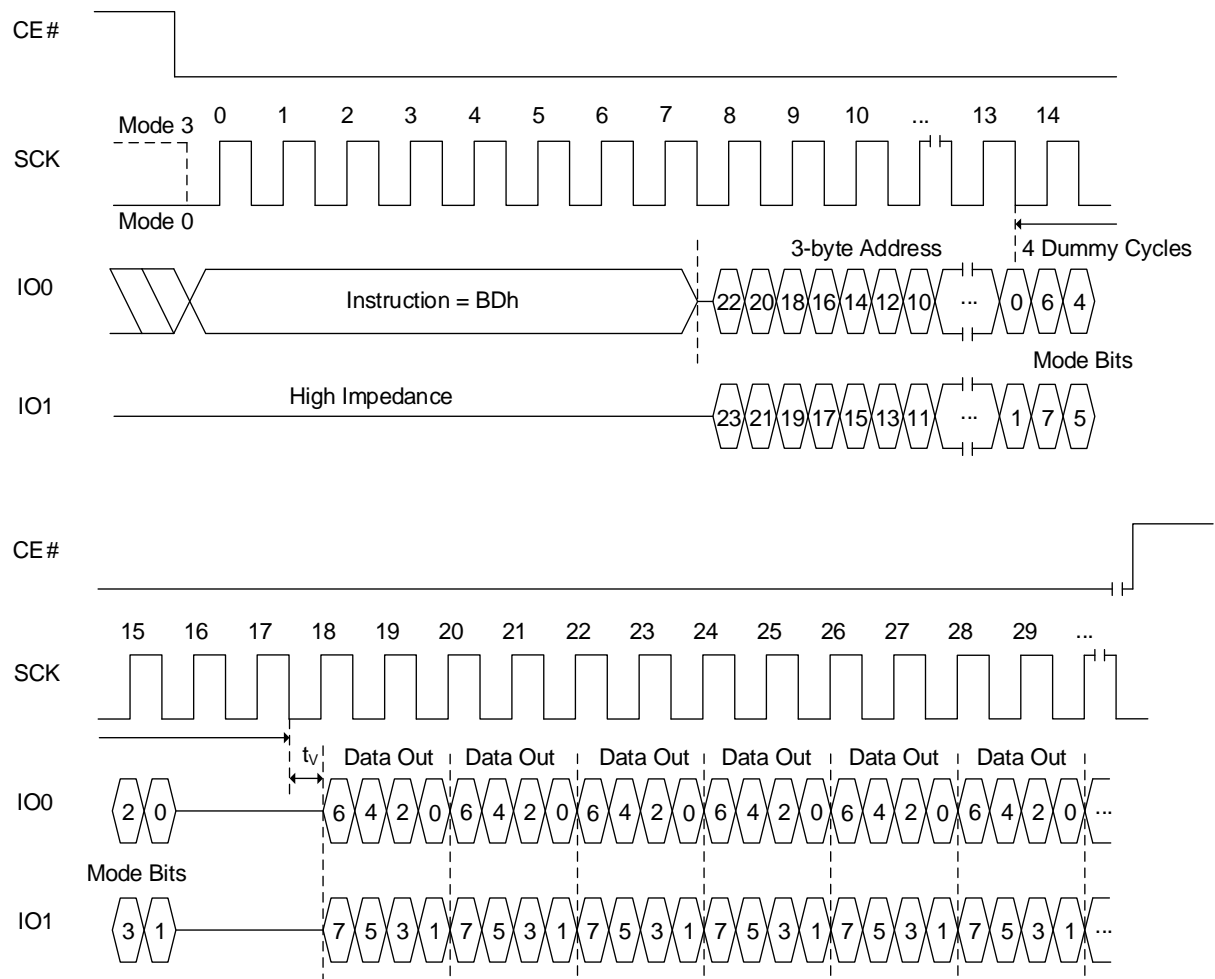 CE#
0 1 2 3 4 5 6 7 8 9 10 ... 13 14
Mode 3
SCK
Mode 0
3-byte Address 4 Dummy Cycles
IO0 Instruction = BDh 22 20 18 16 14 12 10 ... 0 6 4
Mode Bits
IO1 High Impedance 23 21 19 17 15 13 11 ... 1 7 5
CE#
15 16 17 18 19 20 21 22 23 24 25 26 27 28 29 ...
SCK
tV Data Out Data Out Data Out Data Out Data Out Data Out
IO0 2 0 6 4 2 0 6 4 2 0 6 4 2 0 6 4 2 0 6 4 2 0 6 4 2 0 ...
Mode Bits
IO1 3 1 7 5 3 1 7 5 3 1 7 5 3 1 7 5 3 1 7 5 3 1 7 5 3 1 ...